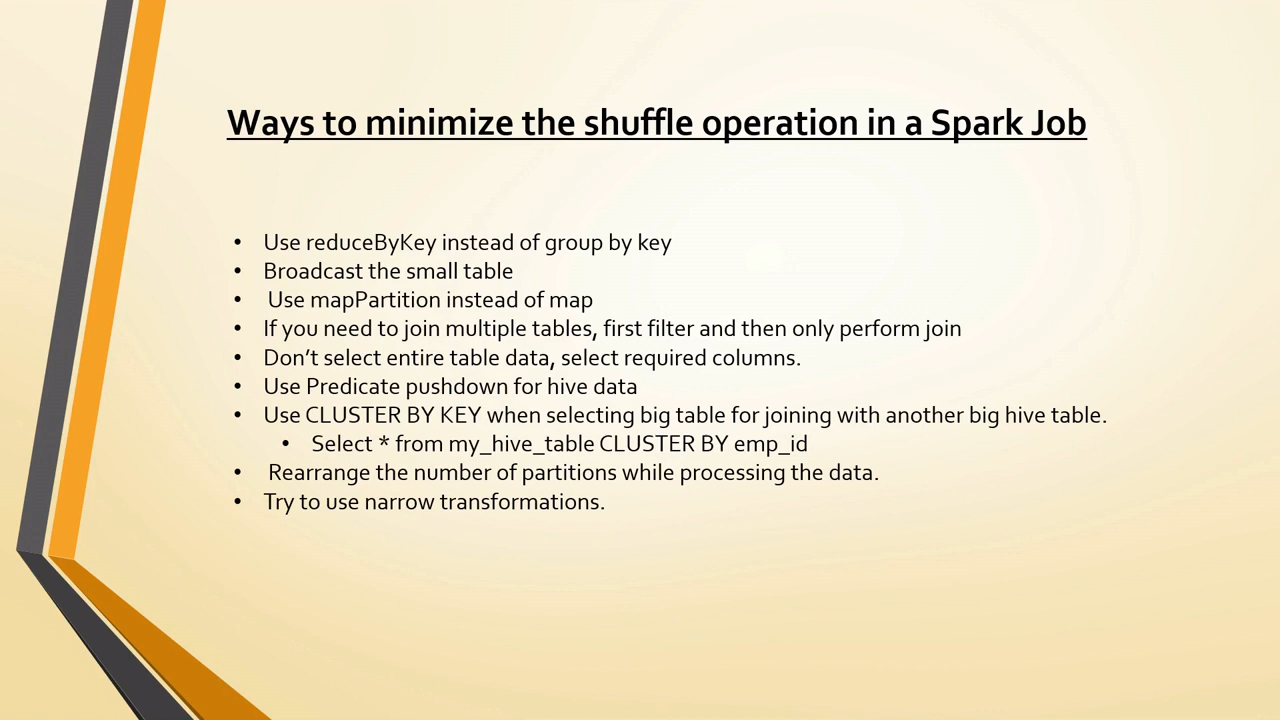 Ways to minimize the shuffle operation in a Spark Job
• Use reduceByKey instead of group by key
• Broadcast the small table
• Use mapPartition instead of map
• If you need to join multiple tables, first filter and then only perform join
• Don’t select entire table data, select required columns.
• Use Predicate pushdown for hive data
• Use CLUSTER BY KEY when selecting big table for joining with another big hive table.
• Select * from my_hive_table CLUSTER BY emp_id
• Rearrange the number of partitions while processing the data.
• Try to use narrow transformations.